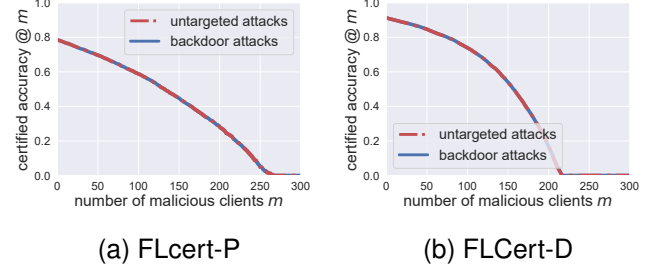 certified accuracy @ m
1.0
0.8
0.6
0.4
0.2
0.0
untargeted attacks
backdoor attacks
0 50 100 150 200 250 300
number of malicious clients m
(a) FLcert-P
certified accuracy @ m
1.0
0.8
0.6
0.4
0.2
0.0
untargeted attacks
backdoor attacks
0 50 100 150 200 250 300
number of malicious clients m
(b) FLCert-D